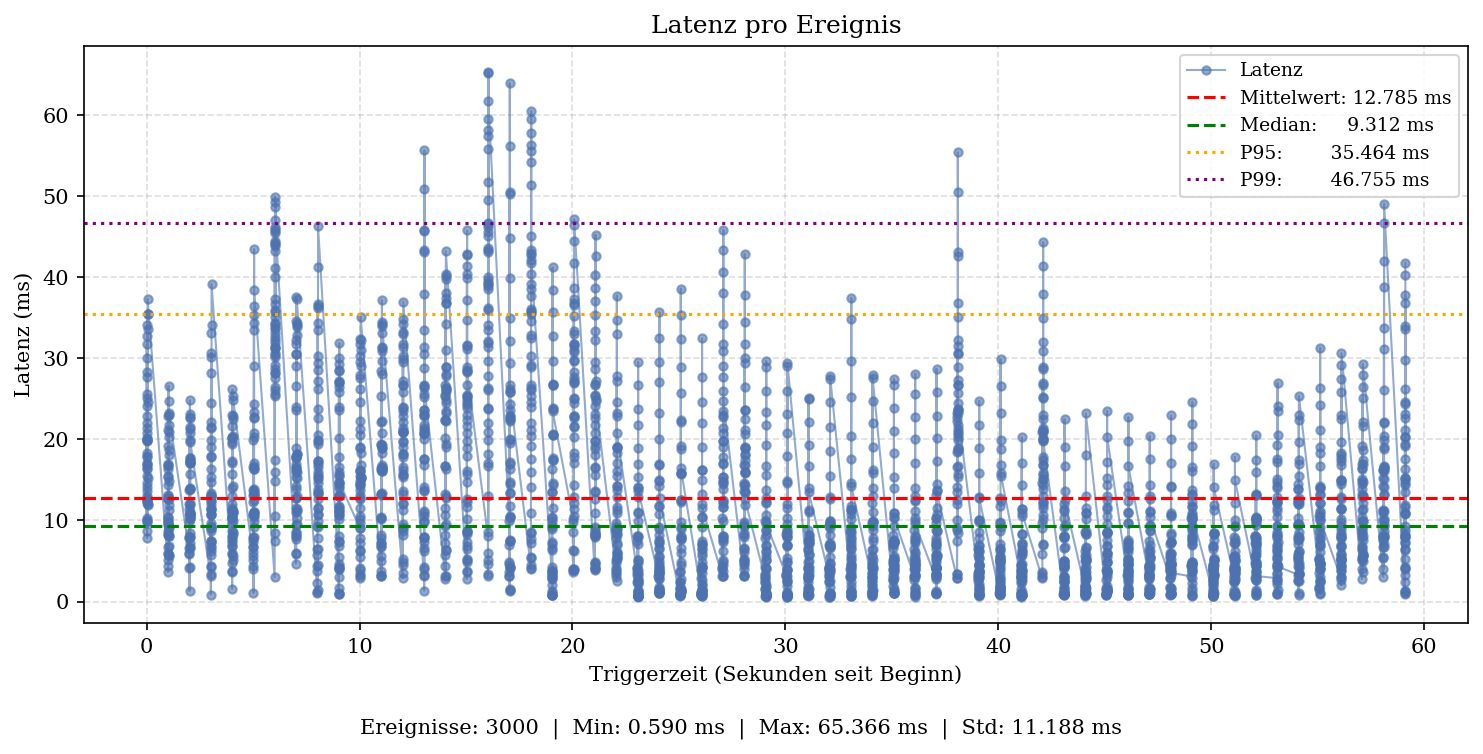 Latenz pro Ereignis
Latenz
Mittelwert: 12.785 ms
Median: 9.312 ms
P95: 35.464 ms
P99: 46.755 ms
Latenz (ms)
60
50
40
30
20
10
0
0 10 20 30 40 50 60
Triggerzeit (Sekunden seit Beginn)
Ereignisse: 3000 | Min: 0.590 ms | Max: 65.366 ms | Std: 11.188 ms